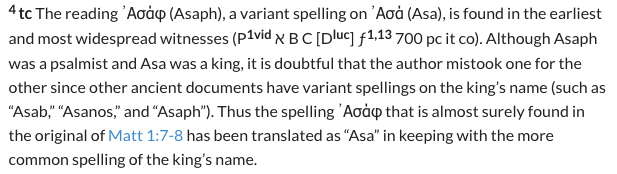 4 tc The reading ᾿Ασάφ (Asaph), a variant spelling on ᾿Ασά (Asa), is found in the earliest
and most widespread witnesses (P1vid א B C [Dluc] ƒ1,13 700 pc it co). Although Asaph
was a psalmist and Asa was a king, it is doubtful that the author mistook one for the
other since other ancient documents have variant spellings on the king’s name (such as
“Asab,” “Asanos,” and “Asaph”). Thus the spelling ᾿Ασάφ that is almost surely found in
the original of Matt 1:7-8 has been translated as “Asa” in keeping with the more
common spelling of the king’s name.